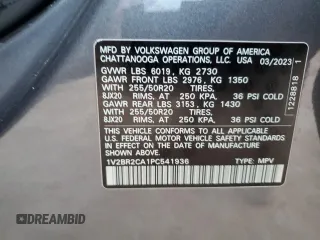 MFD BY VOLKSWAGEN GROUP OF AMERICA
CHATTANOOGA OPERATIONS, LLC. USA 03/2023
GVWR LBS 6019, KG 2730
GAWR FRONT LBS 2976, KG 1350
WITH 255/50R20 TIRES,
8JX20 RIMS, AT 250 KPA, 36 PSI COLD
GAWR REAR LBS 3153, KG 1430
WITH 255/50R20 TIRES,
8JX20 RIMS, AT 250 KPA, 36 PSI COLD
THIS VEHICLE CONFORMS TO ALL APPLICABLE
U.S. FEDERAL MOTOR VEHICLE SAFETY STANDARDS
IN EFFECT ON THE DATE OF MANUFACTURE
SHOWN ABOVE.
1V2BR2CA1PC541936 TYPE: MPV
1228818 1
AUTOHELPERBOT.COM